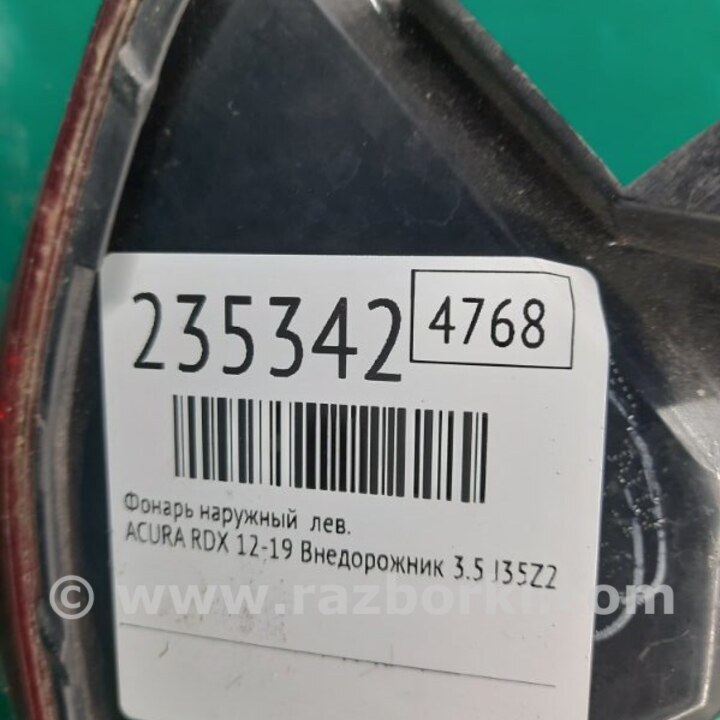 235342 4768
Фонарь наружный лев.
ACURA RDX 12-19 Внедорожник 3.5 J35Z2
© www.razborki.com